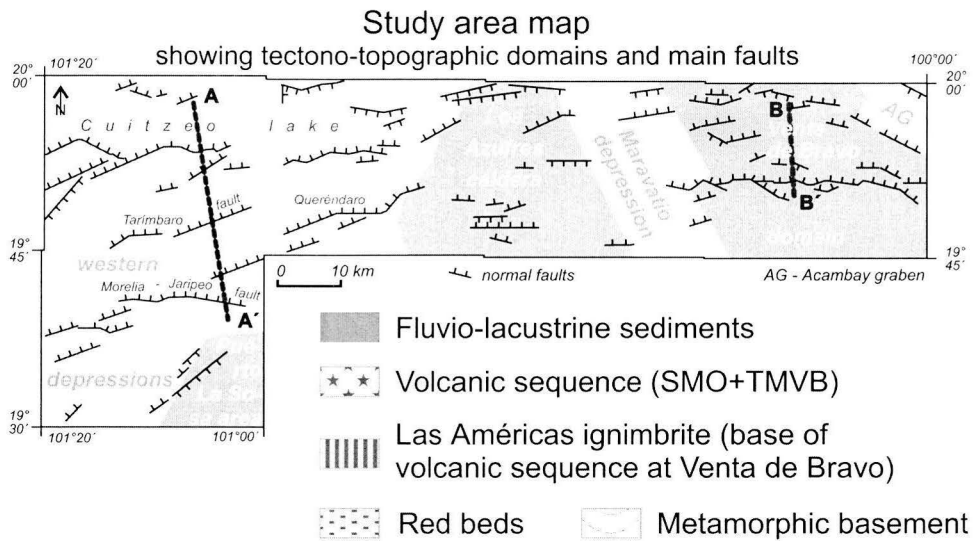 Study area map
showing tectono-topographic domains and main faults
20° 00´
101°20´
100°00´
20° 00´
N
A
Cuitzeo lake
B
AG
Azufres
Maravatio depression
Bravo
Tarímbaro fault
Queréndaro
B´
19° 45´
19° 45´
western
0 10 km
normal faults
AG - Acambay graben
Morelia - Jaripeo fault
A´
depressions
19° 30´
101°20´
101°00´
Fluvio-lacustrine sediments
Volcanic sequence (SMO+TMVB)
Las Américas ignimbrite (base of
volcanic sequence at Venta de Bravo)
Red beds
Metamorphic basement